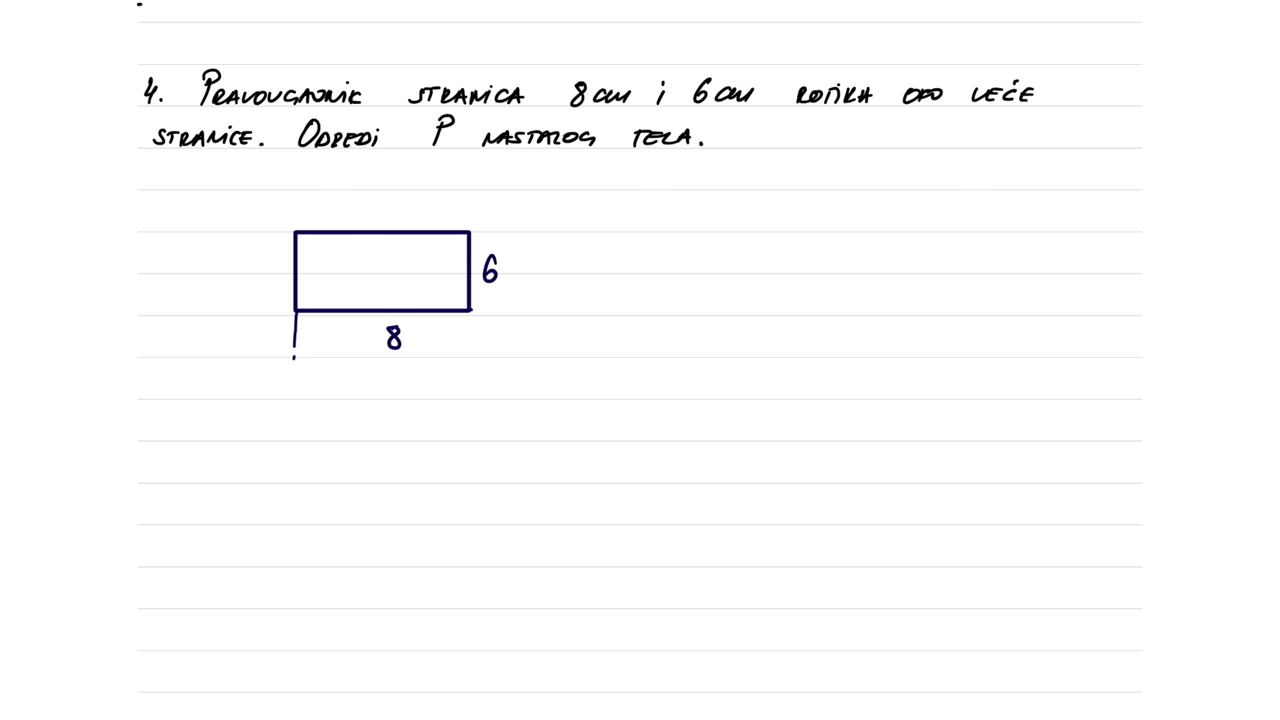 4. PRAVOUGAONIK STRANICA 8cm i 6cm ROTIRA OKO VEĆE
STRANICE. ODREDI P NASTALOG TELA.
6
8